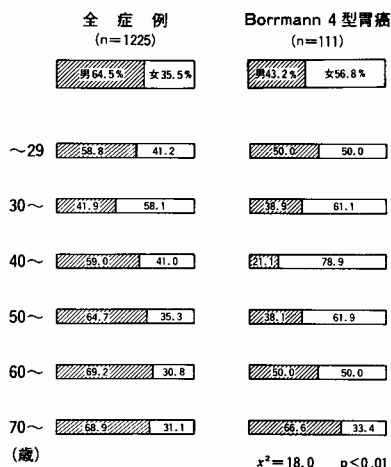 全症例 Borrmann 4型胃癌
(n=1225) (n=111)
男64.5% 女35.5% 男43.2% 女56.8%
～29 58.8 41.2 50.0 50.0
30～ 41.9 58.1 38.9 61.1
40～ 59.0 41.0 21.1 78.9
50～ 64.7 35.3 38.1 61.9
60～ 69.2 30.8 50.0 50.0
70～ 68.9 31.1 66.6 33.4
(歳) x²=18.0 p<0.01